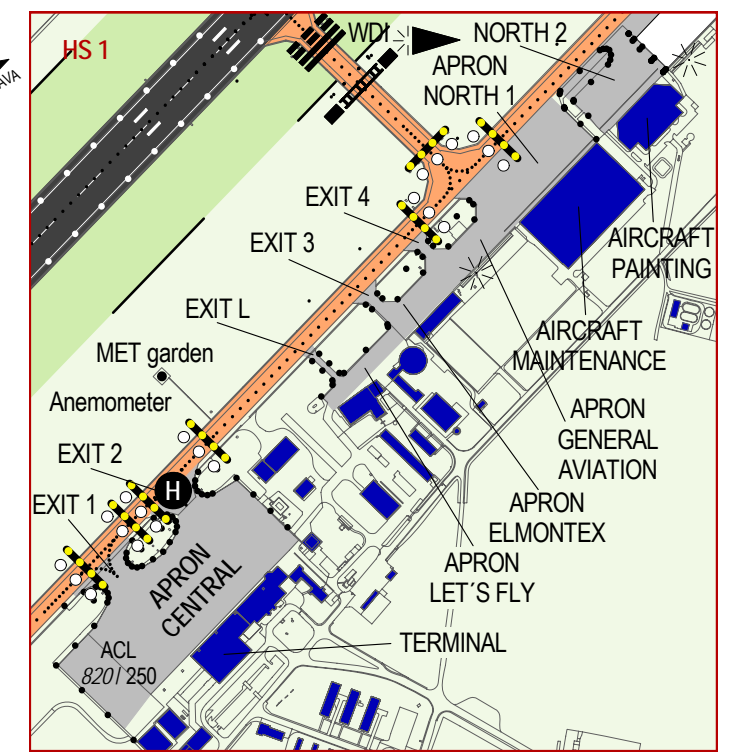 HS 1
WDI
NORTH 2
APRON
NORTH 1
EXIT 4
EXIT 3
EXIT L
AIRCRAFT
PAINTING
AIRCRAFT
MAINTENANCE
MET garden
Anemometer
APRON
GENERAL
AVIATION
EXIT 2
H
EXIT 1
APRON
ELMONTEX
APRON
LET´S FLY
APRON
CENTRAL
TERMINAL
ACL
820 / 250
AVA